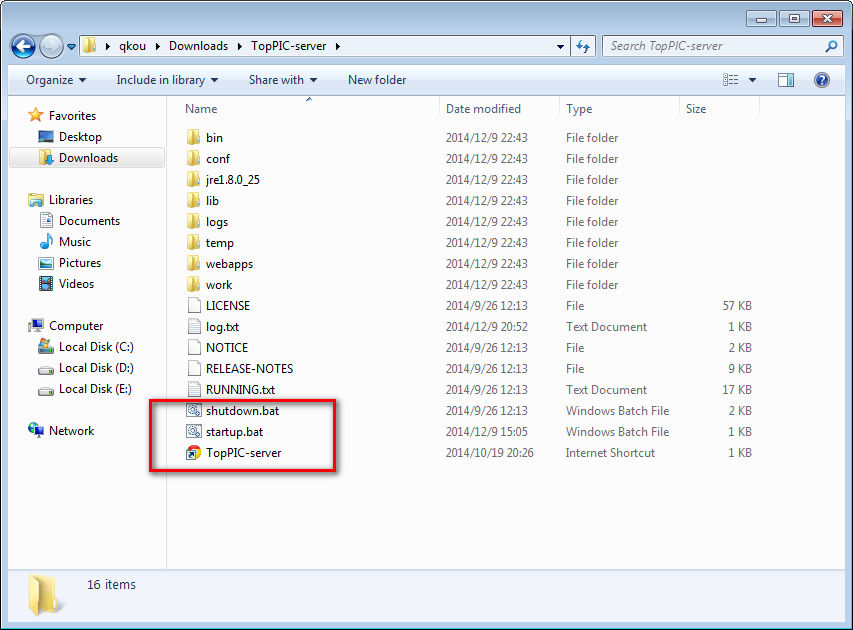 qkou Downloads TopPIC-server
Search TopPIC-server
Organize Include in library Share with New folder
Name Date modified Type Size
Favorites
Desktop
Downloads
Libraries
Documents
Music
Pictures
Videos
Computer
Local Disk (C:)
Local Disk (D:)
Local Disk (E:)
Network
bin 2014/12/9 22:43 File folder
conf 2014/12/9 22:43 File folder
jre1.8.0_25 2014/12/9 22:43 File folder
lib 2014/12/9 22:43 File folder
logs 2014/12/9 22:43 File folder
temp 2014/12/9 22:43 File folder
webapps 2014/12/9 22:43 File folder
work 2014/12/9 22:43 File folder
LICENSE 2014/9/26 12:13 File 57 KB
log.txt 2014/12/9 20:52 Text Document 1 KB
NOTICE 2014/9/26 12:13 File 2 KB
RELEASE-NOTES 2014/9/26 12:13 File 9 KB
RUNNING.txt 2014/9/26 12:13 Text Document 17 KB
shutdown.bat 2014/9/26 12:13 Windows Batch File 2 KB
startup.bat 2014/12/9 15:05 Windows Batch File 1 KB
TopPIC-server 2014/10/19 20:26 Internet Shortcut 1 KB
16 items